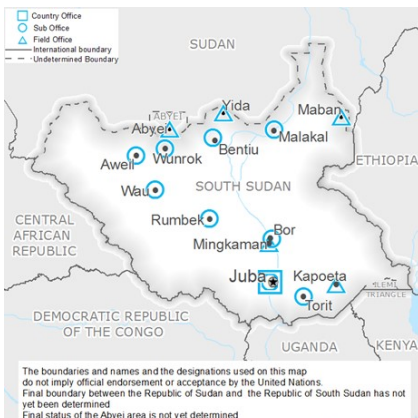 Country Office
Sub Office
Field Office
International boundary
Undetermined Boundary
SUDAN
ABYEI
Yida
Maban
Abyei
Malakal
Bentiu
Wunrok
Aweil
ETHIOPIA
Wau
SOUTH SUDAN
Rumbek
CENTRAL
AFRICAN
REPUBLIC
Bor
Mingkaman
Juba
Kapoeta
ILEMI
TRIANGLE
Torit
DEMOCRATIC REPUBLIC
OF THE CONGO
UGANDA
KENYA
The boundaries and names and the designations used on this map
do not imply official endorsement or acceptance by the United Nations.
Final boundary between the Republic of Sudan and the Republic of South Sudan has not
yet been determined
Final status of the Abyei area is not yet determined